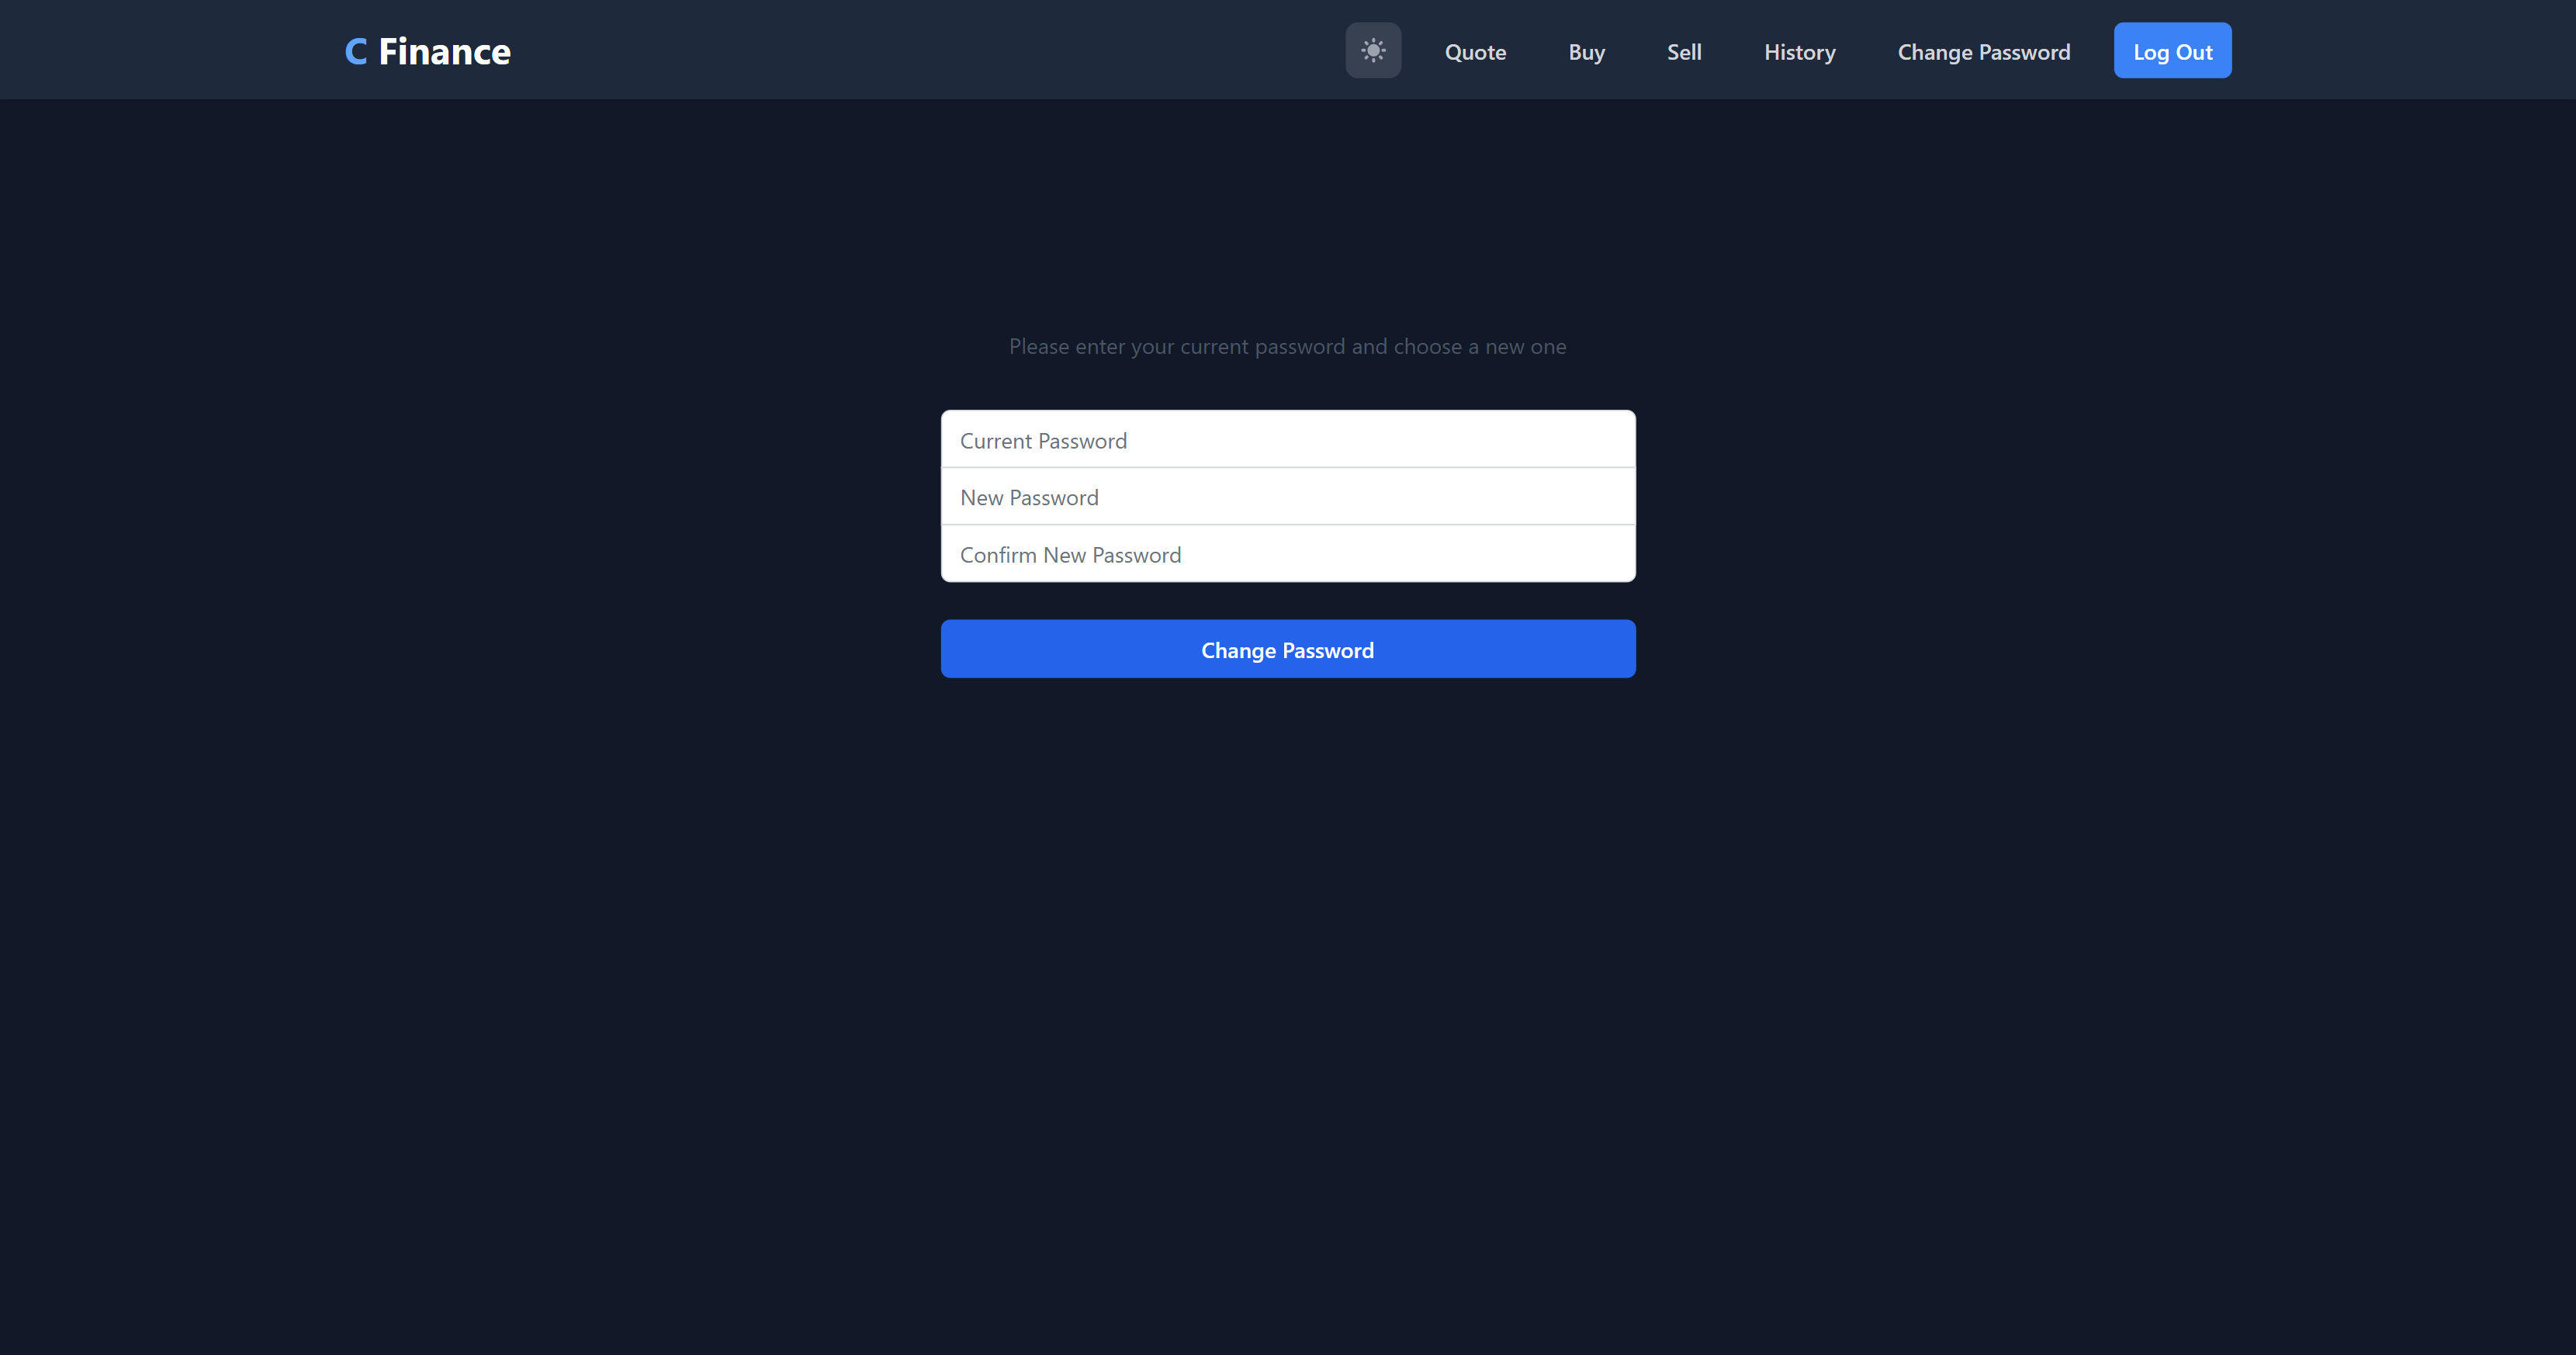 C Finance
Quote Buy Sell History Change Password Log Out
Please enter your current password and choose a new one
Current Password
New Password
Confirm New Password
Change Password